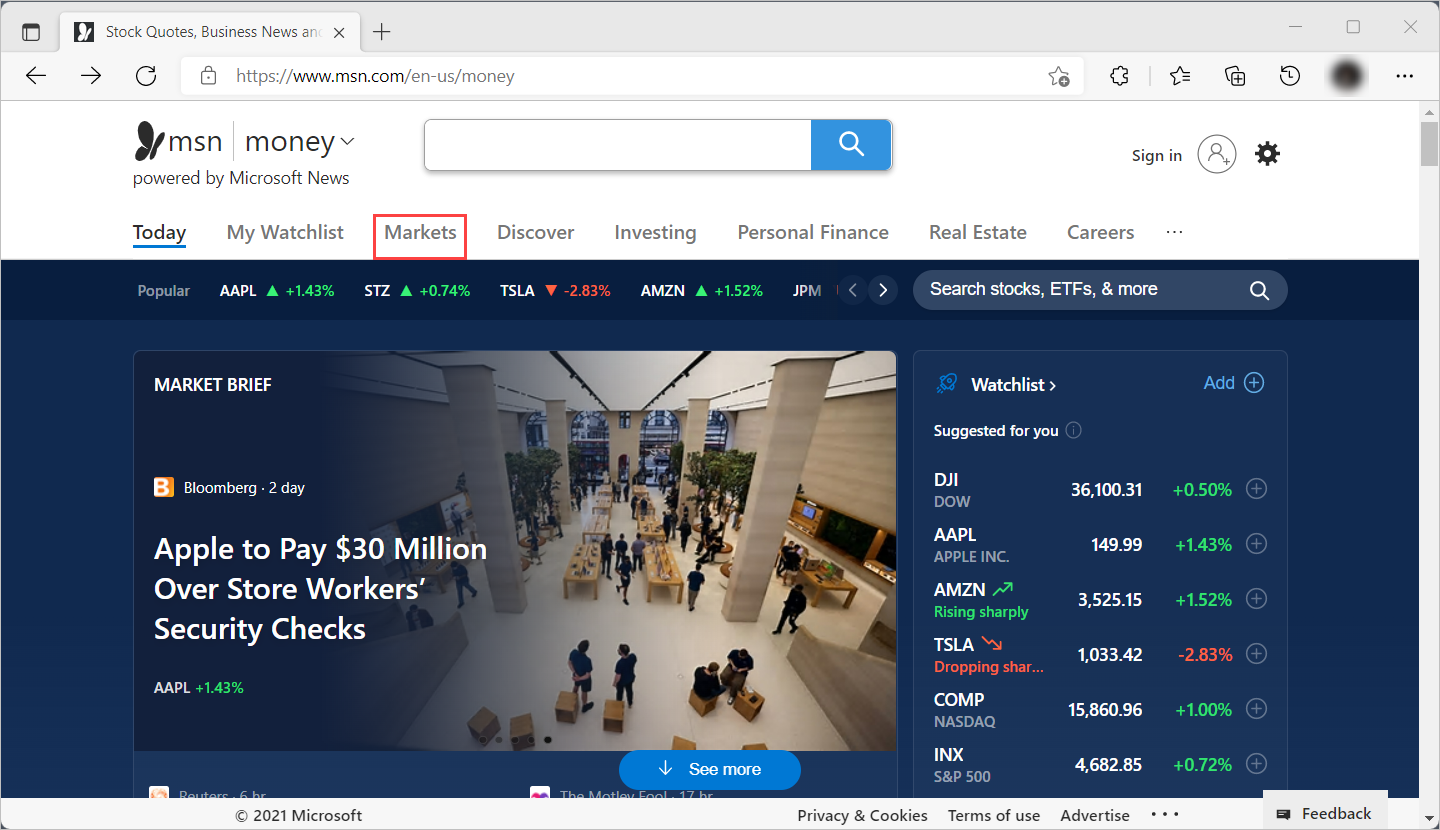 Stock Quotes, Business News and
https://www.msn.com/en-us/money
msn money
powered by Microsoft News
Sign in
Today My Watchlist Markets Discover Investing Personal Finance Real Estate Careers ...
Popular AAPL +1.43% STZ +0.74% TSLA -2.83% AMZN +1.52% JPM
Search stocks, ETFs, & more
MARKET BRIEF
Bloomberg · 2 day
Apple to Pay $30 Million
Over Store Workers’
Security Checks
AAPL +1.43%
See more
Reuters · 6 hr
The Motley Fool · 17 hr
Watchlist
Add
Suggested for you
DJI 36,100.31 +0.50%
DOW
AAPL 149.99 +1.43%
APPLE INC.
AMZN 3,525.15 +1.52%
Rising sharply
TSLA 1,033.42 -2.83%
Dropping shar...
COMP 15,860.96 +1.00%
NASDAQ
INX 4,682.85 +0.72%
S&P 500
© 2021 Microsoft
Privacy & Cookies Terms of use Advertise
Feedback